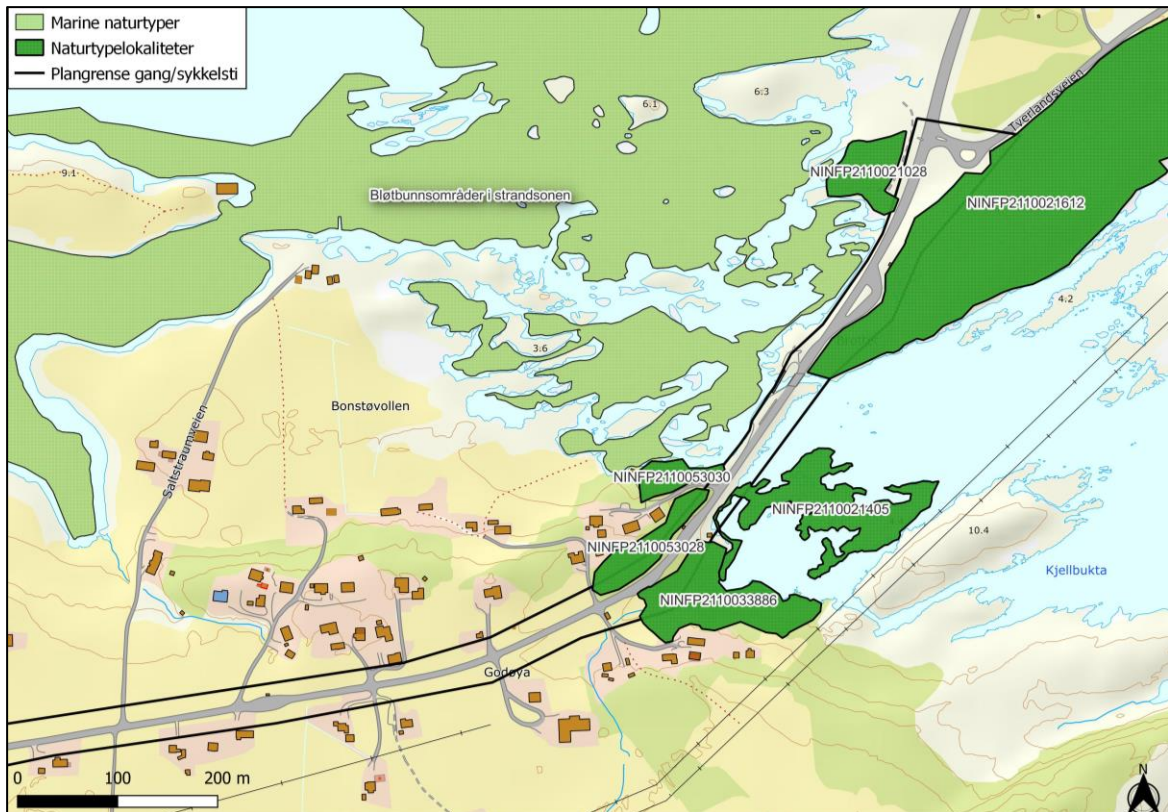 Marine naturtyper
Naturtypelokaliteter
Plangrense gang/sykkelsti
6.1
6.3
Tverlandsveien
9.1
NINFP2110021028
Bløtbunnsområder i strandsonen
NINFP2110021612
4.2
3.6
Bonstøvollen
Saltstraumveien
NINFP2110053030
NINFP2110021405
10.4
NINFP2110053028
Kjellbukta
NINFP2110033886
Godøya
0 100 200 m
N